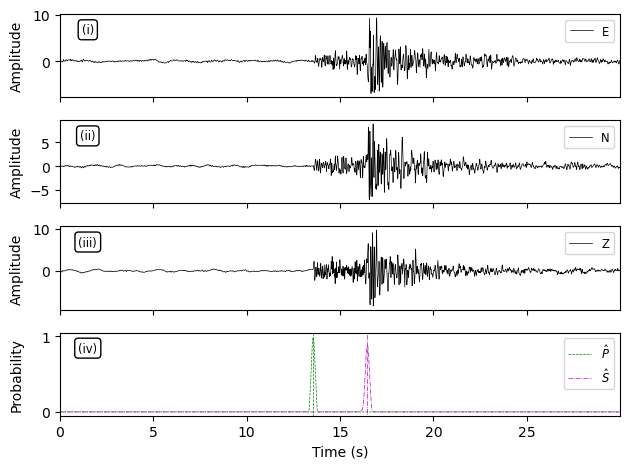 (i)
E
10
0
Amplitude
(ii)
N
5
0
−5
Amplitude
(iii)
Z
10
0
Amplitude
(iv)
P̂
Ŝ
1
0
Probability
0 5 10 15 20 25
Time (s)